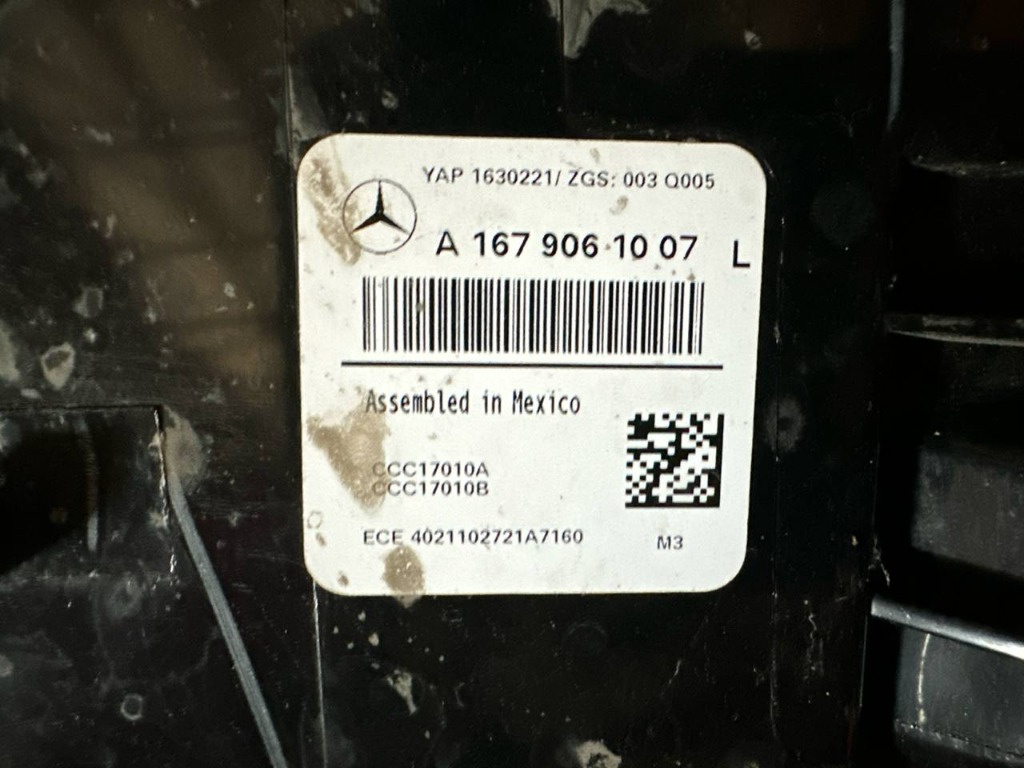 YAP 1630221/ ZGS: 003 Q005
A 167 906 10 07 L
Assembled in Mexico
CCC17010A
CCC17010B
ECE 4021102721A7160
M3